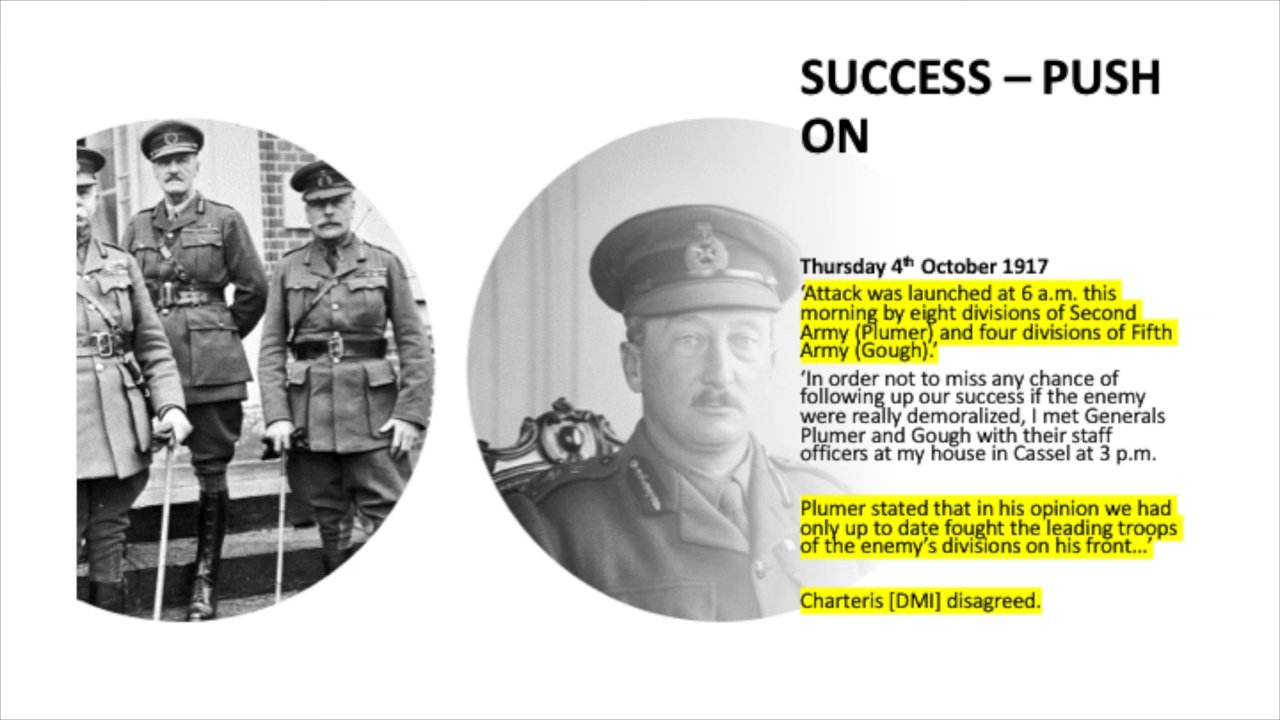 SUCCESS – PUSH
ON
Thursday 4th October 1917
‘Attack was launched at 6 a.m. this
morning by eight divisions of Second
Army (Plumer) and four divisions of Fifth
Army (Gough).’
‘In order not to miss any chance of
following up our success if the enemy
were really demoralized, I met Generals
Plumer and Gough with their staff
officers at my house in Cassel at 3 p.m.
Plumer stated that in his opinion we had
only up to date fought the leading troops
of the enemy’s divisions on his front…’
Charteris [DMI] disagreed.